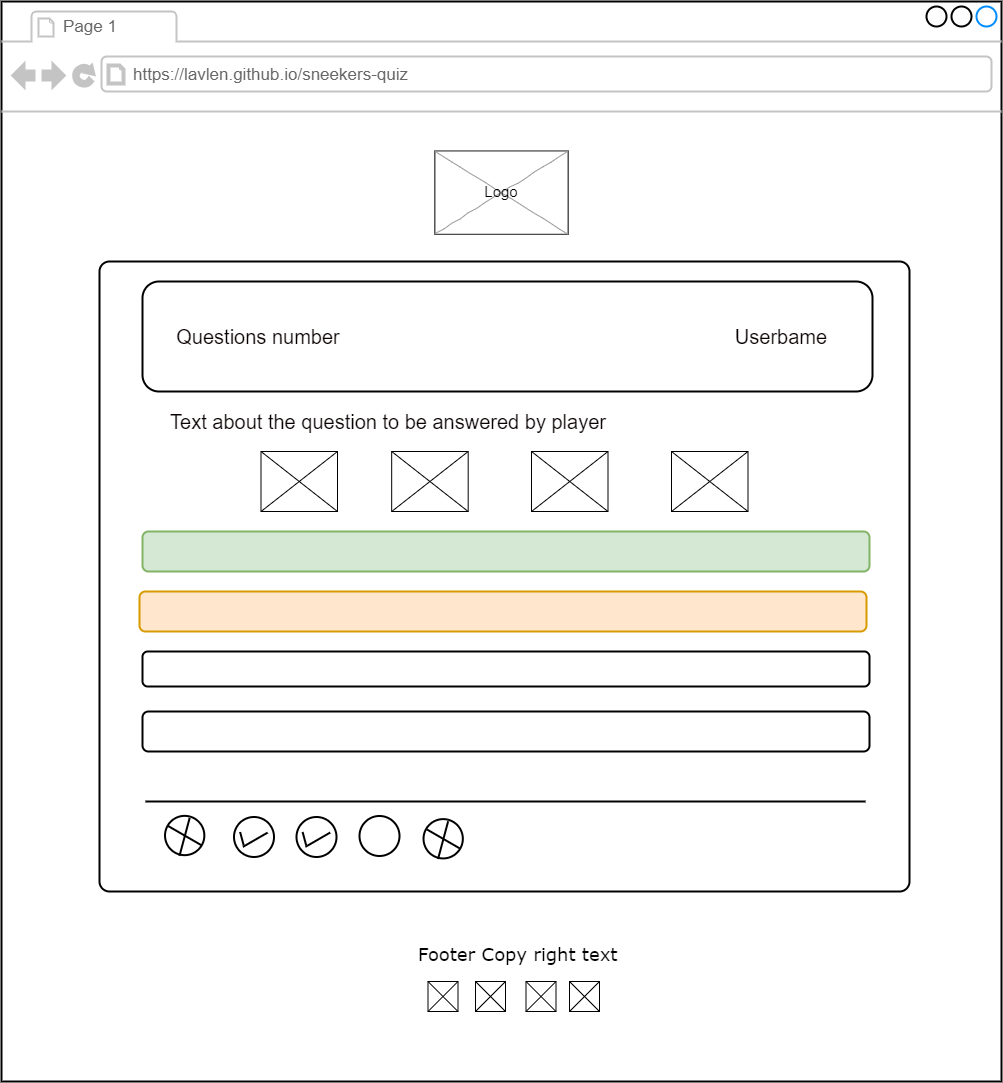 Page 1
https://lavlen.github.io/sneekers-quiz
Logo
Questions number
Userbame
Text about the question to be answered by player
Footer Copy right text